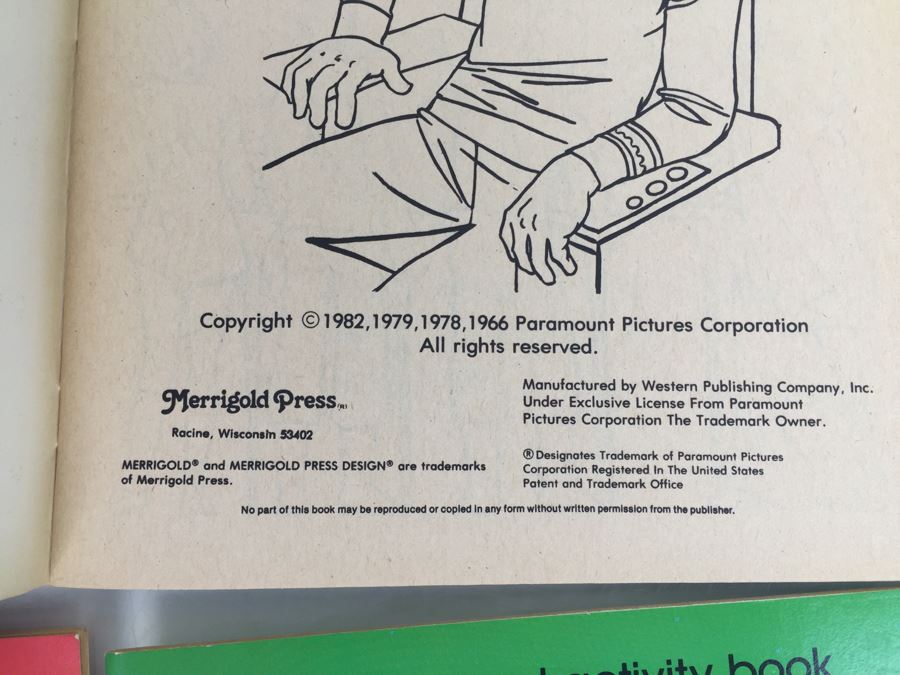 Copyright ©1982,1979,1978,1966 Paramount Pictures Corporation
All rights reserved.
Merrigold Press(R)
Racine, Wisconsin 53402
MERRIGOLD® and MERRIGOLD PRESS DESIGN® are trademarks
of Merrigold Press.
Manufactured by Western Publishing Company, Inc.
Under Exclusive License From Paramount
Pictures Corporation The Trademark Owner.
®Designates Trademark of Paramount Pictures
Corporation Registered In The United States
Patent and Trademark Office
No part of this book may be reproduced or copied in any form without written permission from the publisher.
activity book